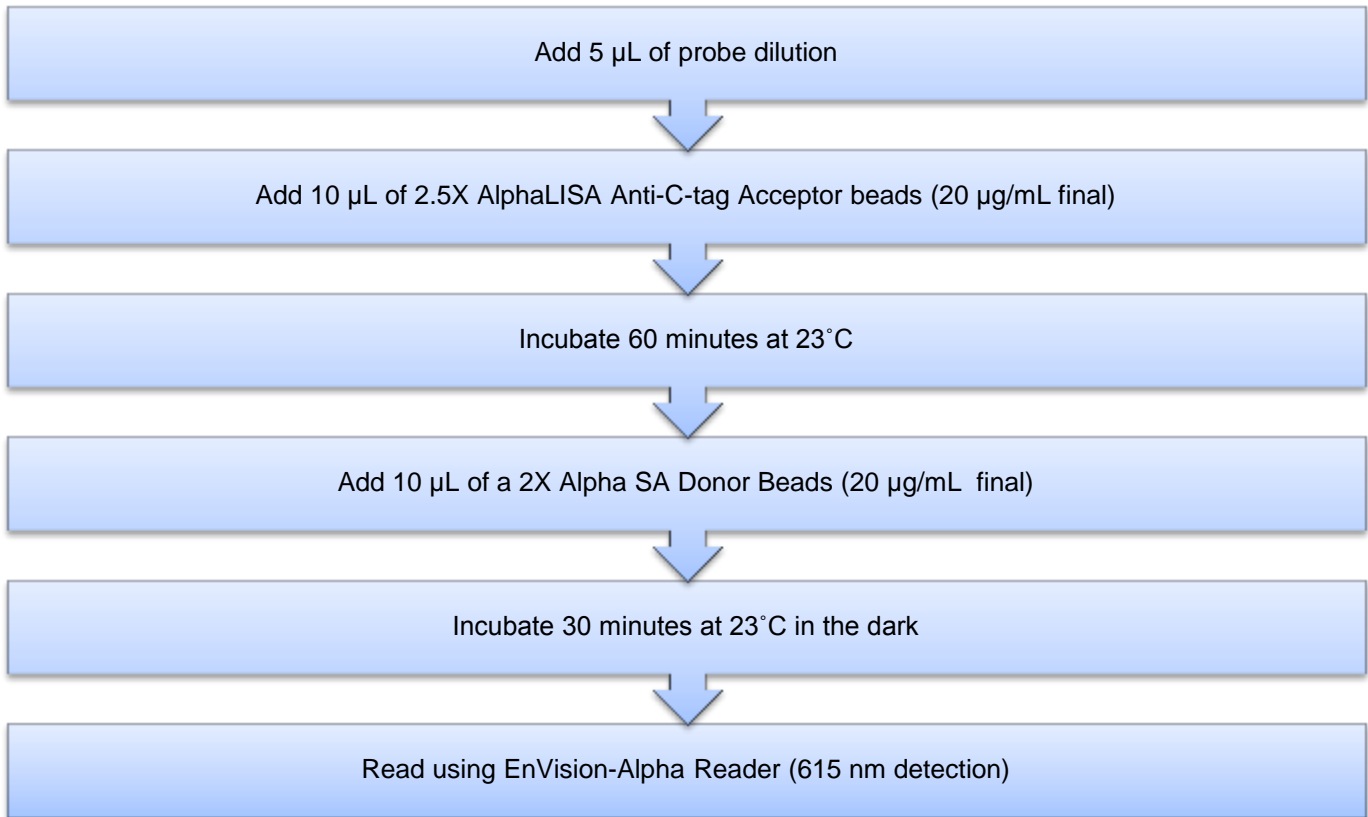 Add 5 µL of probe dilution
Add 10 µL of 2.5X AlphaLISA Anti-C-tag Acceptor beads (20 µg/mL final)
Incubate 60 minutes at 23˚C
Add 10 µL of a 2X Alpha SA Donor Beads (20 µg/mL  final)
Incubate 30 minutes at 23˚C in the dark
Read using EnVision-Alpha Reader (615 nm detection)